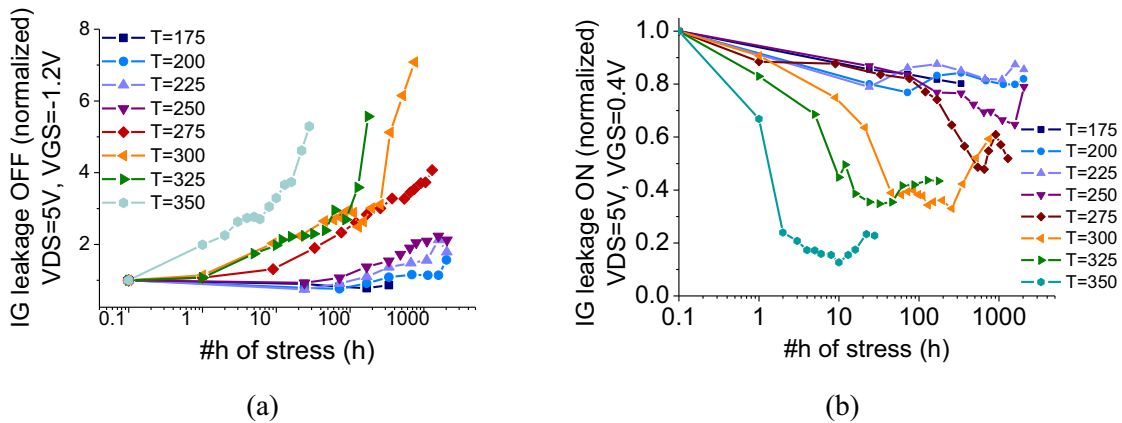 IG leakage OFF (normalized)
VDS=5V, VGS=-1.2V
8
6
4
2
T=175
T=200
T=225
T=250
T=275
T=300
T=325
T=350
0.1
1
10
100
1000
#h of stress (h)
(a)
IG leakage ON (normalized)
VDS=5V, VGS=0.4V
1.0
0.8
0.6
0.4
0.2
0.0
T=175
T=200
T=225
T=250
T=275
T=300
T=325
T=350
0.1
1
10
100
1000
#h of stress (h)
(b)